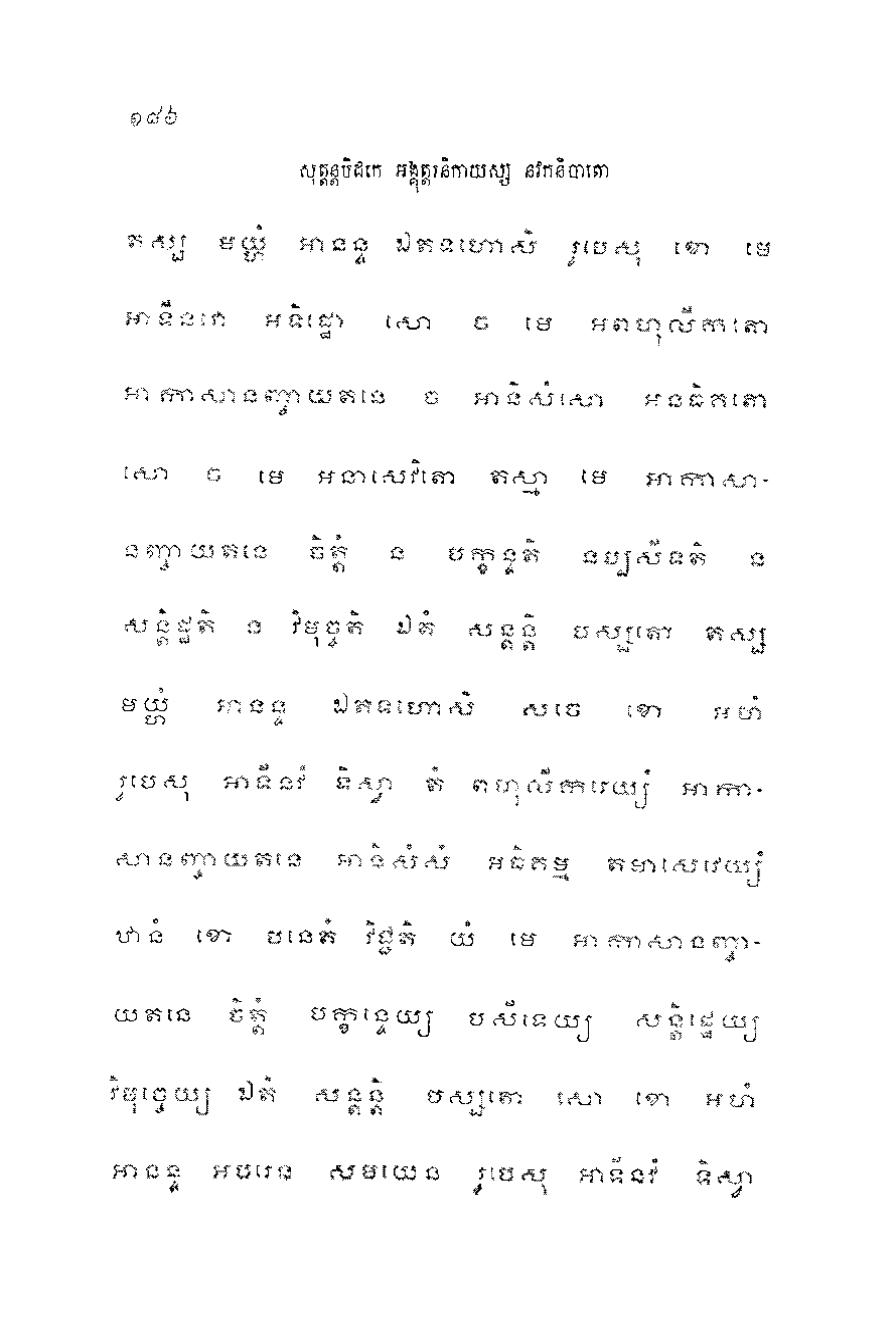 ១៨៦
សុត្តន្តបិដកេ អង្គុត្តរនិកាយស្ស នវកនិបាតោ
តស្ស មយ្ហំ អានន្ទ ឯតទហោសិ រូបេសុ ខោ មេ
អាទីនវោ អទិដ្ឋោ សោ ច មេ អពហុលីកតោ
អាកាសានញ្ចាយតនេ ច អានិសំសោ អនធិគតោ
សោ ច មេ អនាសេវិតោ តស្មា មេ អាកាសា-
នញ្ចាយតនេ ចិត្តំ ន បក្ខន្ទតិ នប្បសីទតិ ន
សន្តិដ្ឋតិ ន វិមុច្ចតិ ឯតំ សន្តន្តិ បស្សតោ តស្ស
មយ្ហំ អានន្ទ ឯតទហោសិ សចេ ខោ អហំ
រូបេសុ អាទីនវំ ទិស្វា តំ ពហុលីករេយ្យំ អាកា-
សានញ្ចាយតនេ អានិសំសំ អធិគម្ម តមាសេវេយ្យំ
ឋានំ ខោ បនេតំ វិជ្ជតិ យំ មេ អាកាសានញ្ចា-
យតនេ ចិត្តំ បក្ខន្ទេយ្យ បសីទេយ្យ សន្តិដ្ឋេយ្យ
វិមុច្ចេយ្យ ឯតំ សន្តន្តិ បស្សតោ សោ ខោ អហំ
អានន្ទ អបរេន សមយេន រូបេសុ អាទីនវំ ទិស្វា